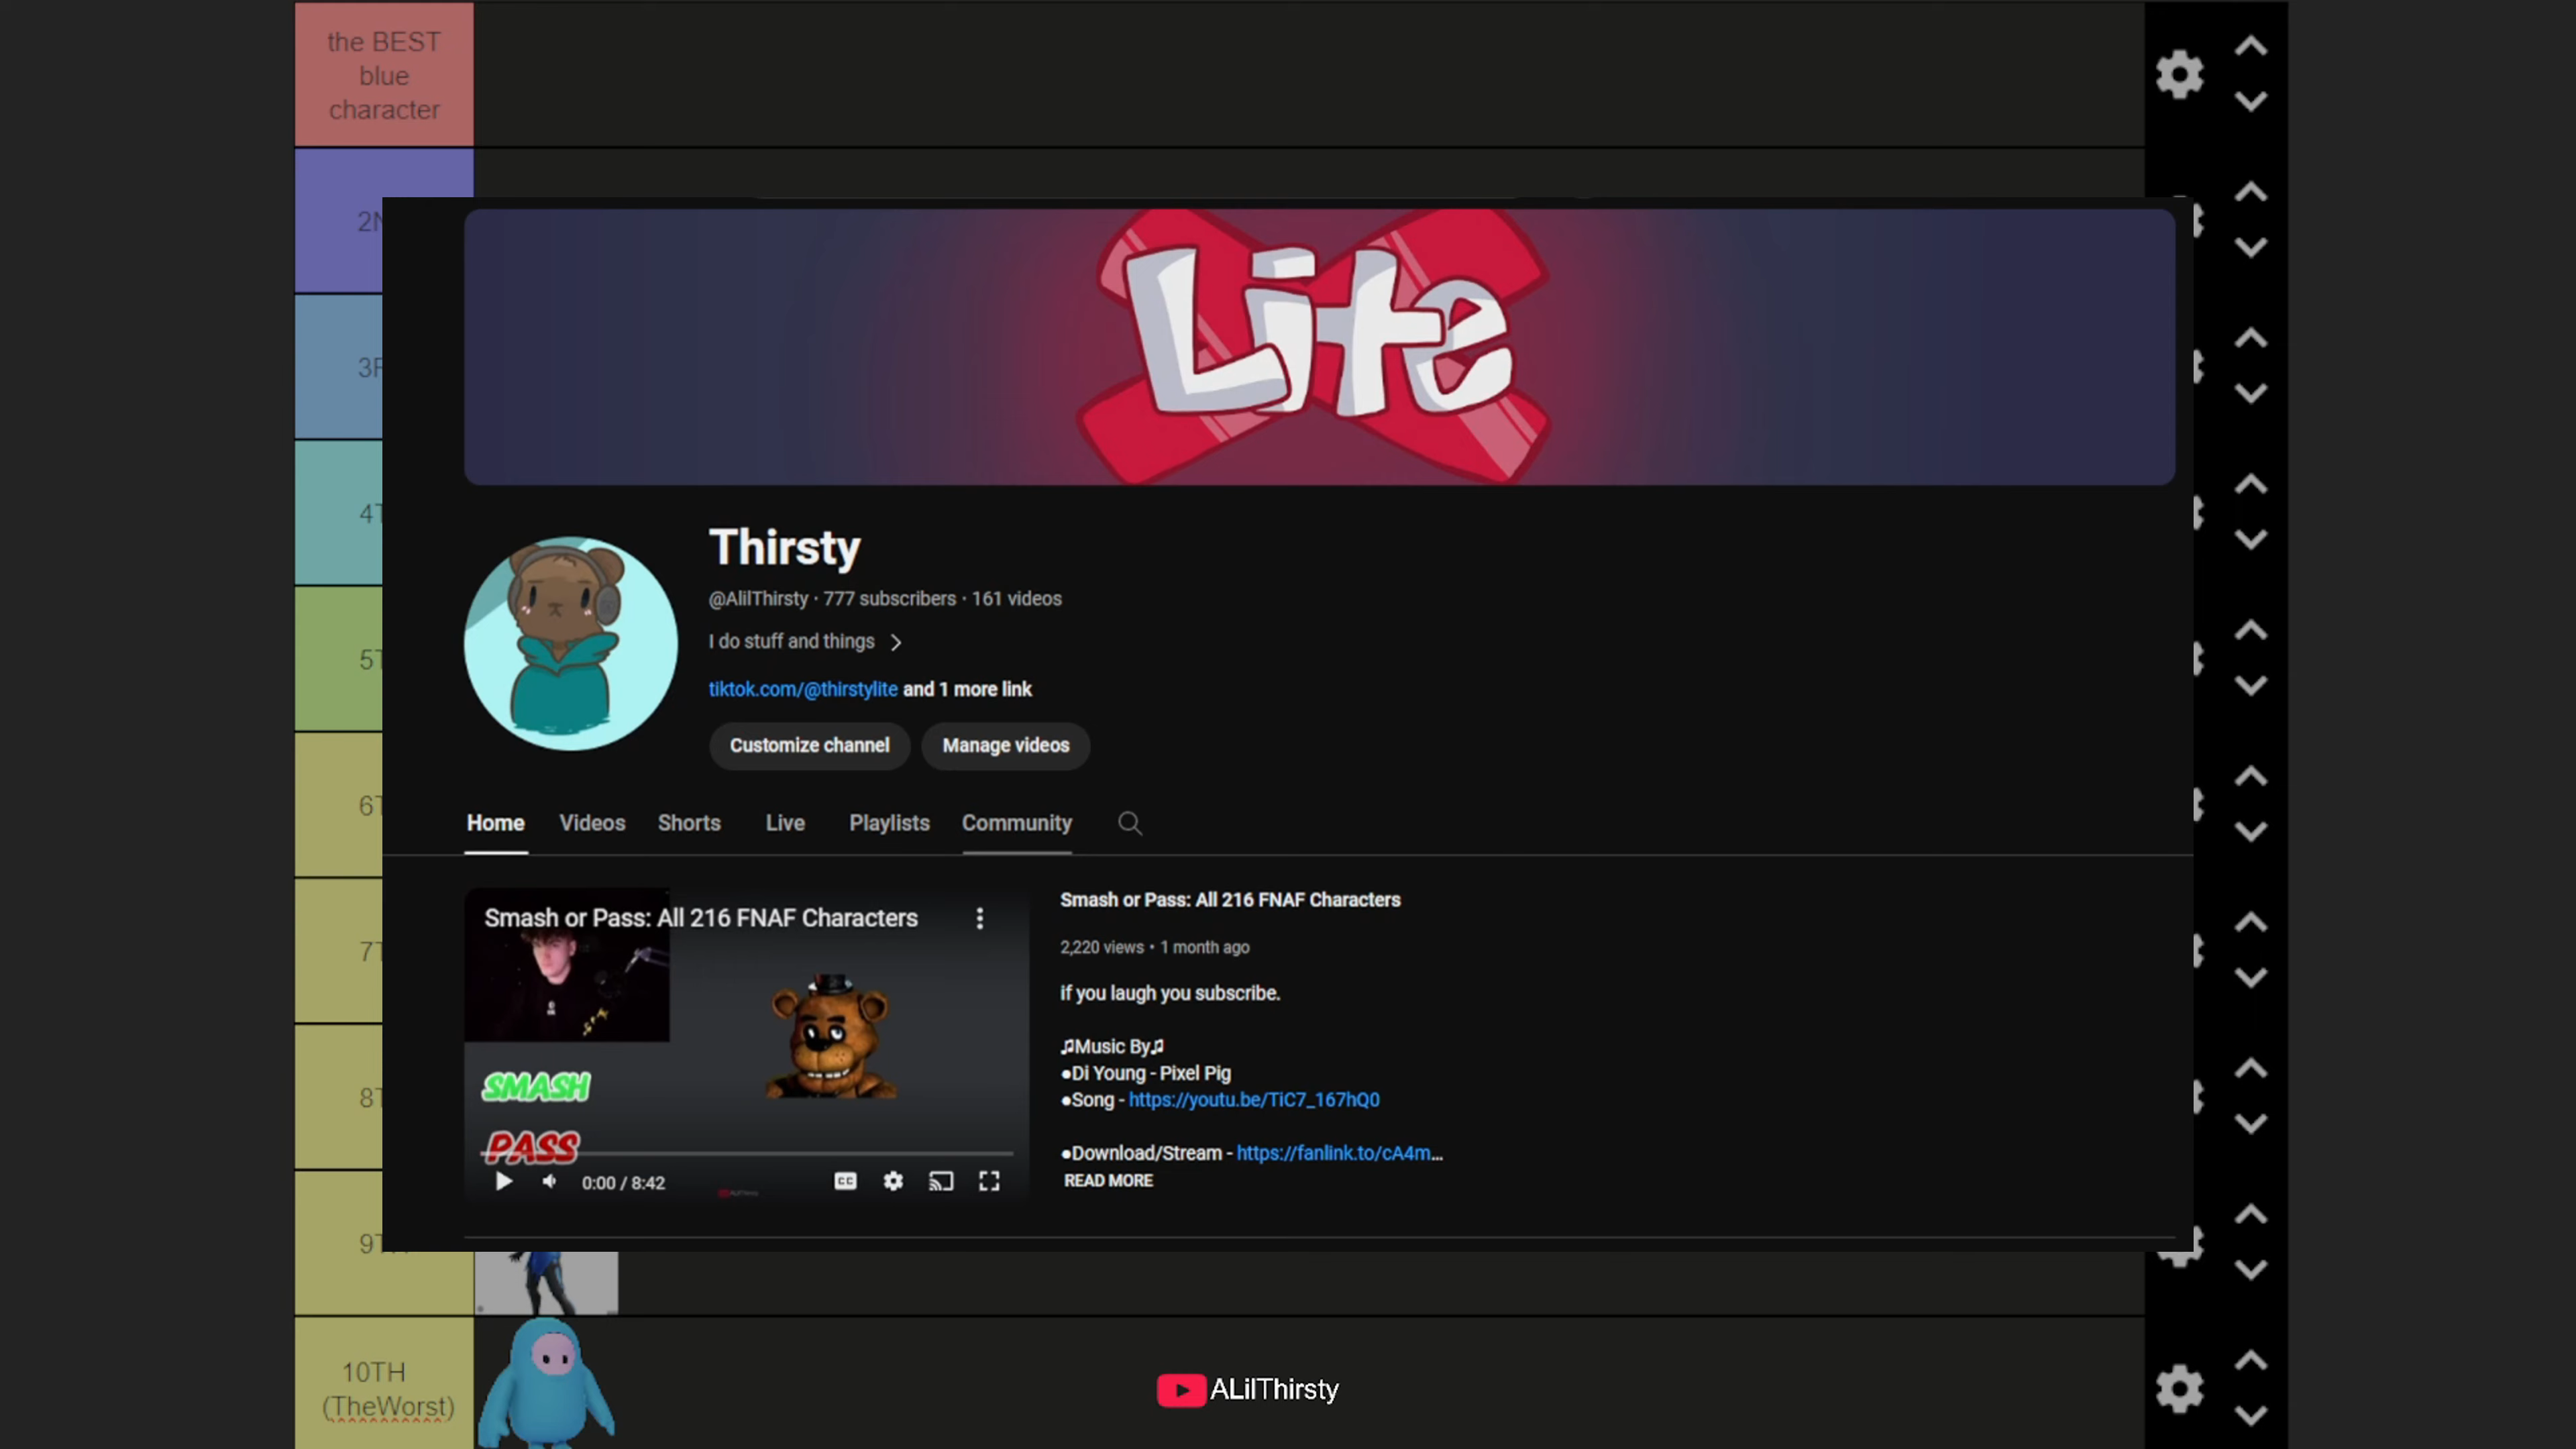 the BEST
blue
character
Lite
Thirsty
@AlilThirsty · 777 subscribers · 161 videos
I do stuff and things
tiktok.com/@thirstylite and 1 more link
Customize channel
Manage videos
Home
Videos
Shorts
Live
Playlists
Community
Smash or Pass: All 216 FNAF Characters
SMASH
PASS
0:00 / 8:42
CC
Smash or Pass: All 216 FNAF Characters
2,220 views · 1 month ago
if you laugh you subscribe.
♫Music By♫
●Di Young - Pixel Pig
●Song - https://youtu.be/TiC7_167hQ0
●Download/Stream - https://fanlink.to/cA4m...
READ MORE
10TH
(TheWorst)
ALilThirsty